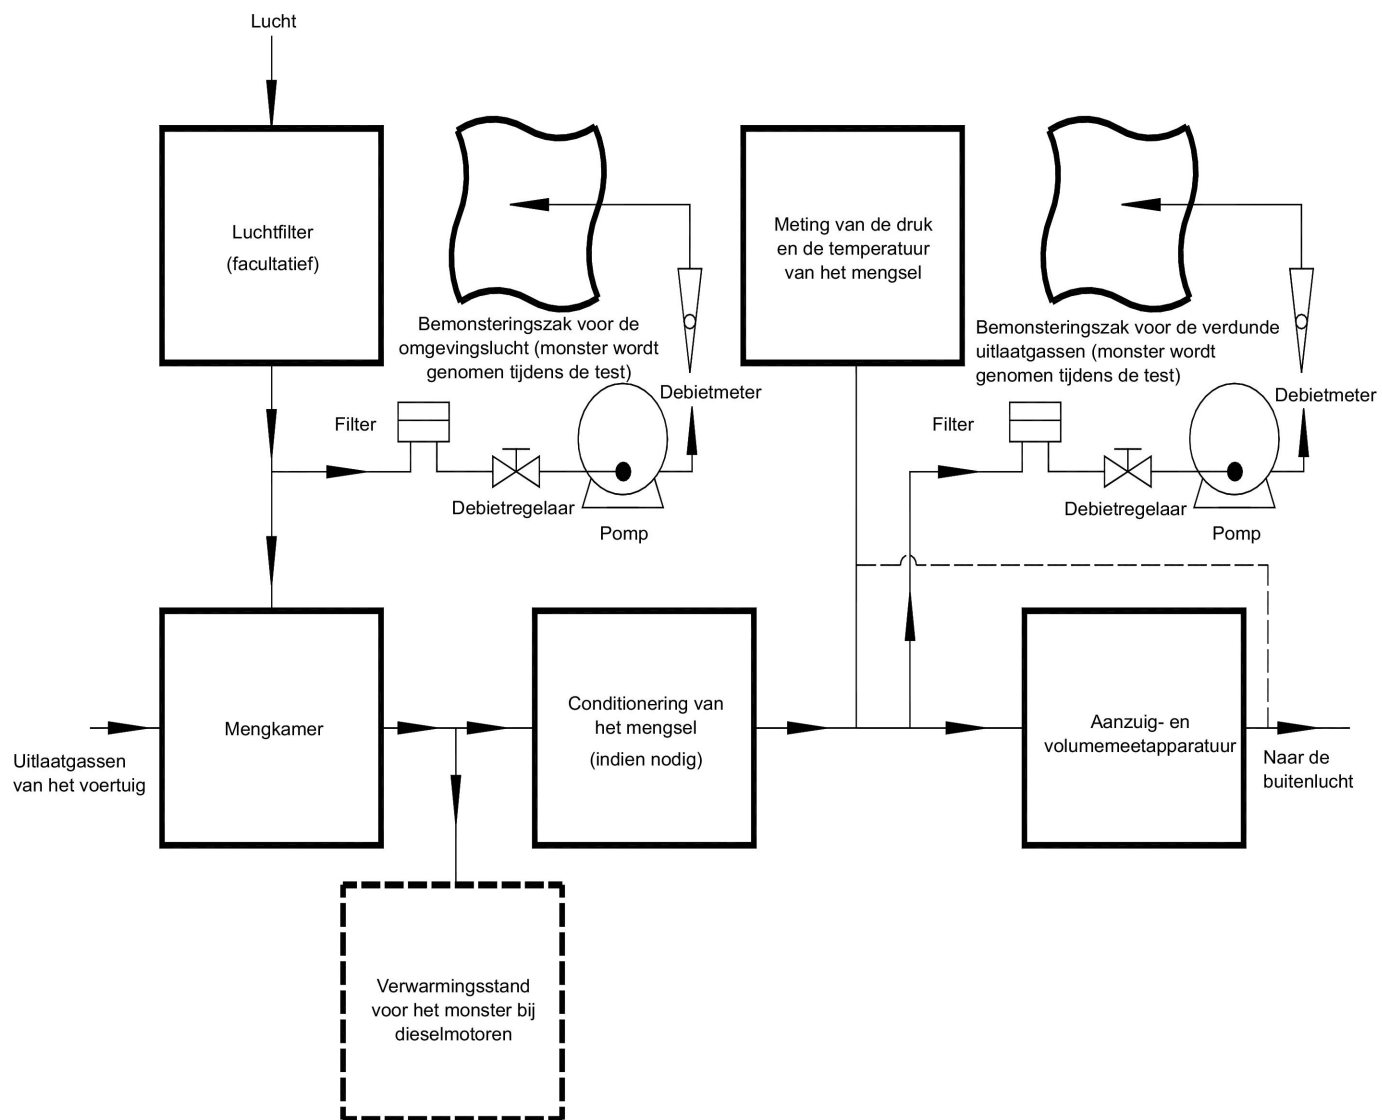 Lucht
Luchtfilter
(facultatief)
Bemonsteringszak voor de
omgevingslucht (monster wordt
genomen tijdens de test)
Meting van de druk
en de temperatuur
van het mengsel
Bemonsteringszak voor de verdunde
uitlaatgassen (monster wordt
genomen tijdens de test)
Debietmeter
Debietmeter
Filter
Filter
Debietregelaar
Debietregelaar
Pomp
Pomp
Mengkamer
Conditionering van
het mengsel
(indien nodig)
Aanzuig- en
volumemeetapparatuur
Uitlaatgassen
van het voertuig
Naar de
buitenlucht
Verwarmingsstand
voor het monster bij
dieselmotoren